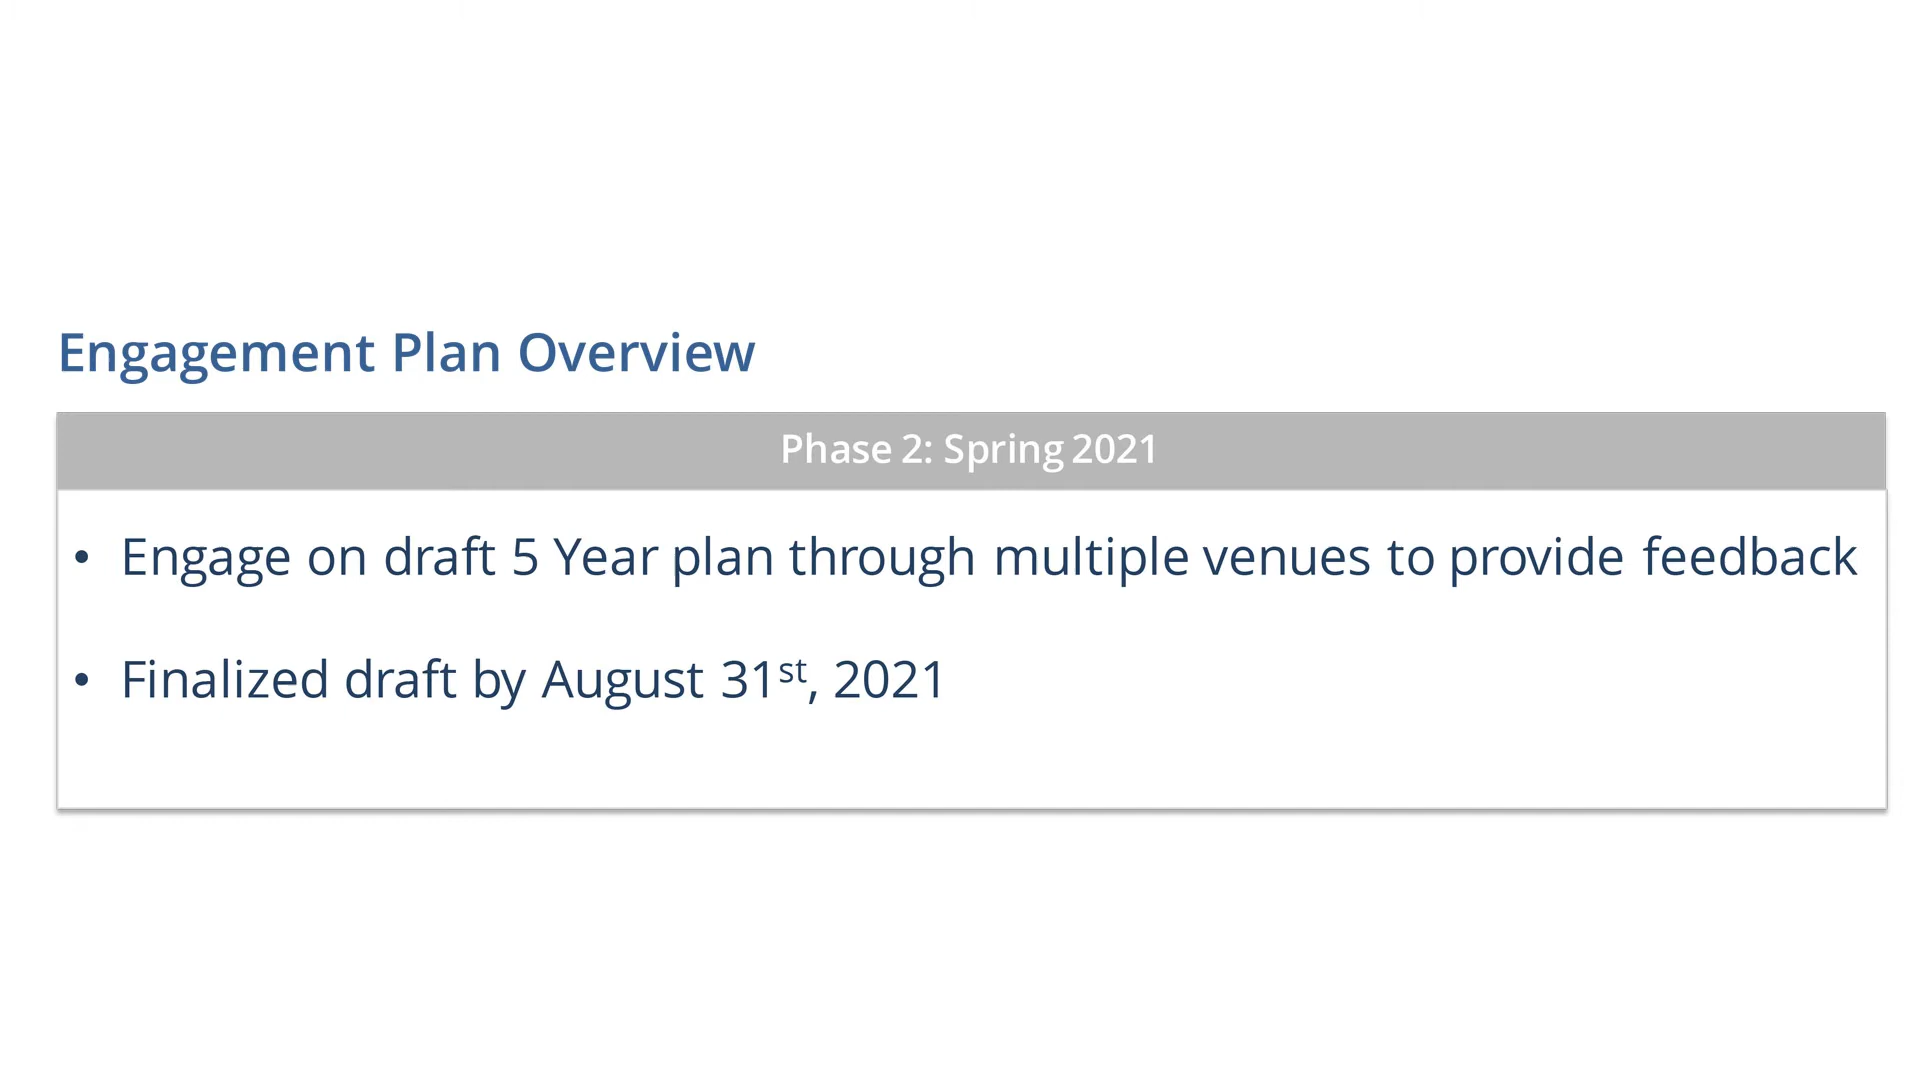 Engagement Plan Overview
Phase 2: Spring 2021
• Engage on draft 5 Year plan through multiple venues to provide feedback
• Finalized draft by August 31st, 2021